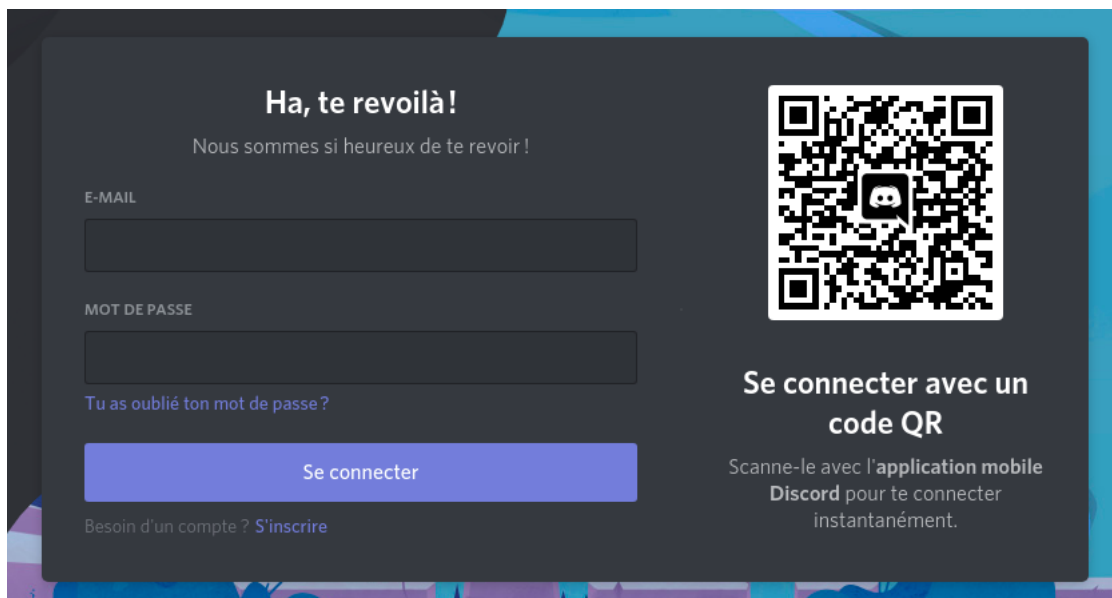 Ha, te revoilà !
Nous sommes si heureux de te revoir !
E-MAIL
MOT DE PASSE
Tu as oublié ton mot de passe ?
Se connecter
Besoin d'un compte ? S'inscrire
Se connecter avec un
code QR
Scanne-le avec l'application mobile
Discord pour te connecter
instantanément.